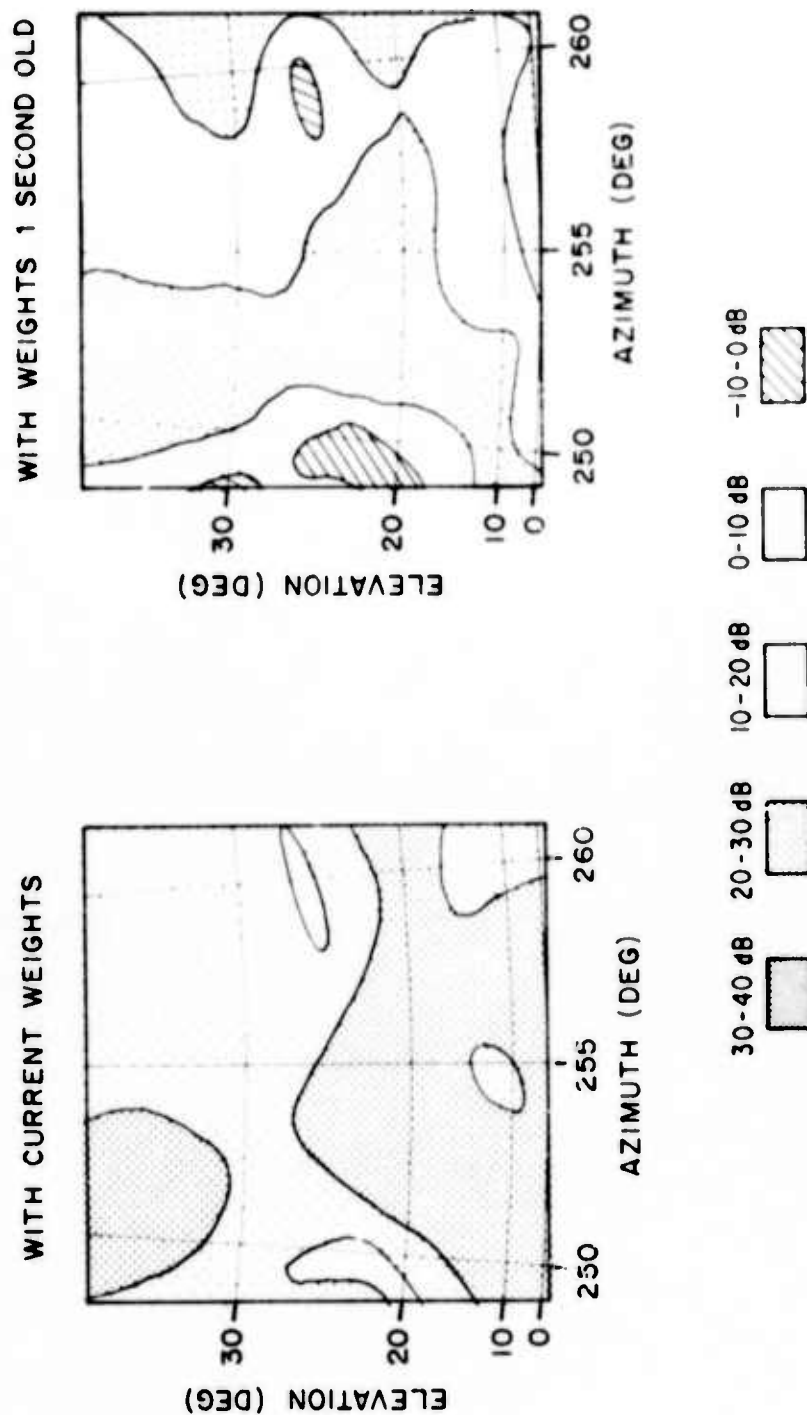 WITH CURRENT WEIGHTS
ELEVATION (DEG)
30
20
10
0
250
255
260
AZIMUTH (DEG)
WITH WEIGHTS 1 SECOND OLD
ELEVATION (DEG)
30
20
10
0
250
255
260
AZIMUTH (DEG)
30-40 dB
20-30 dB
10-20 dB
0-10 dB
-10-0 dB